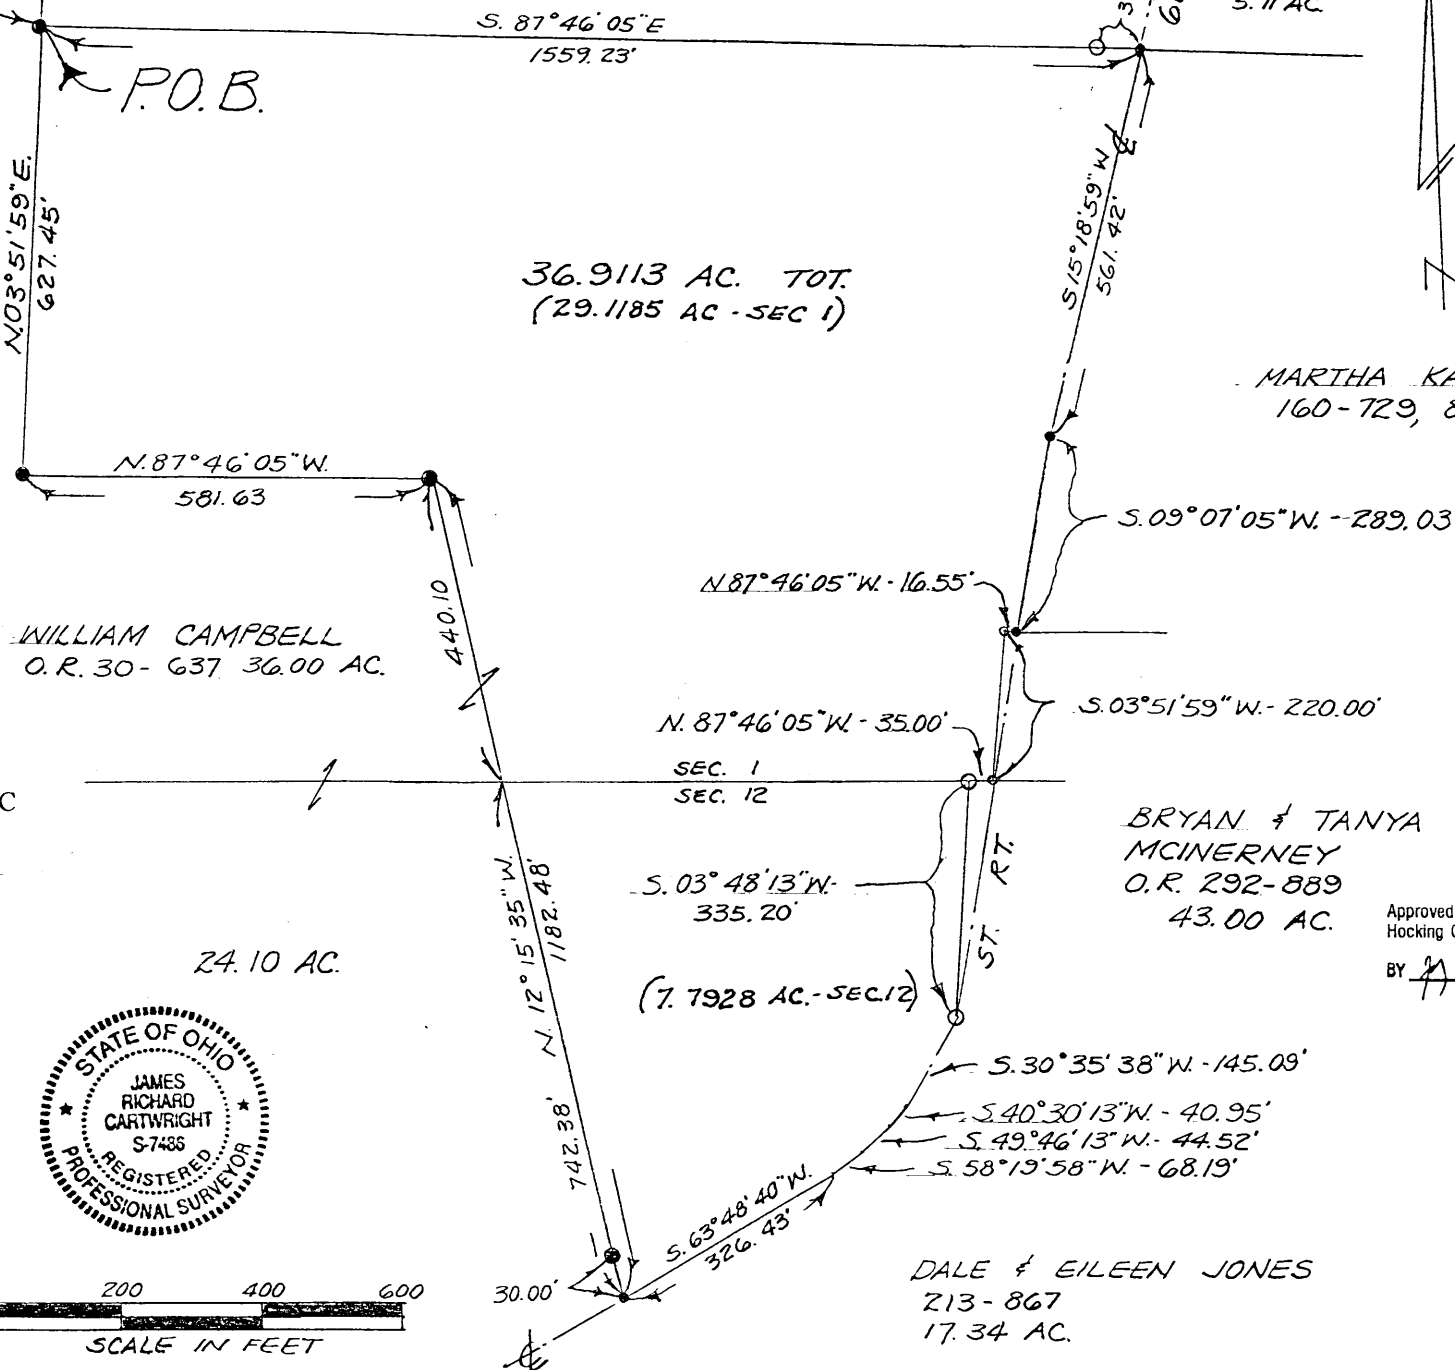 S. 87°46'05"E
1559.23'
5.11 AC.
P.O.B.
N.03°51'59"E.
627.45'
S15°18'59"W
561.42'
36.9113 AC. TOT.
(29.1185 AC - SEC 1)
MARTHA
160-729,
N.87°46'05"W.
581.63
S.09°07'05"W. - 289.03
N87°46'05"W. - 16.55'
440.10
WILLIAM CAMPBELL
O.R. 30 - 637 36.00 AC.
S.03°51'59"W. - 220.00'
N. 87°46'05"W. - 35.00'
SEC. 1
SEC. 12
C
BRYAN & TANYA
MCINERNEY
O.R. 292-889
43.00 AC.
ST. RT.
S. 03°48'13"W. -
335.20'
N. 12°15'35"W.
1182.48'
Approved
Hocking
BY
24.10 AC.
(7.7928 AC. - SEC.12)
STATE OF OHIO
JAMES
RICHARD
CARTWRIGHT
S-7486
REGISTERED
PROFESSIONAL SURVEYOR
S.30°35'38"W. - 145.09'
S.40°30'13"W. - 40.95'
S.49°46'13"W. - 44.52'
S.58°19'58"W. - 68.19'
742.38'
S.63°48'40"W.
326.43'
30.00'
DALE & EILEEN JONES
213-867
17.34 AC.
200 400 600
SCALE IN FEET